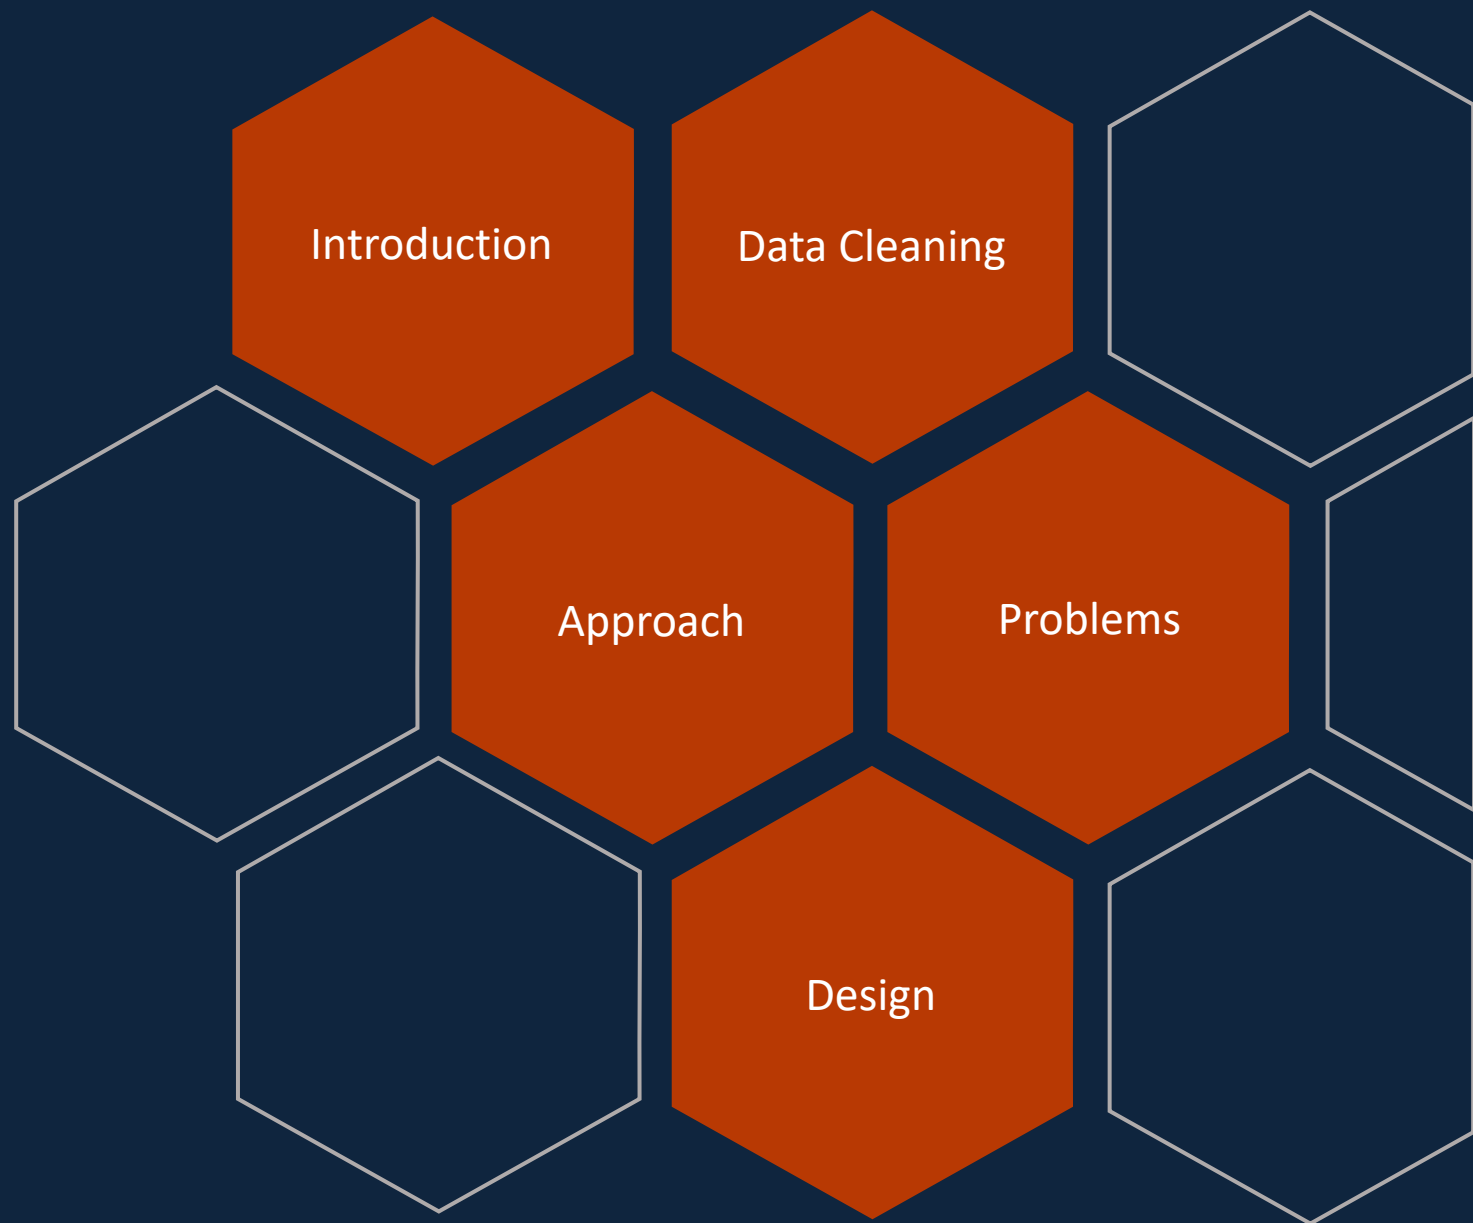 Introduction
Data Cleaning
Approach
Problems
Design